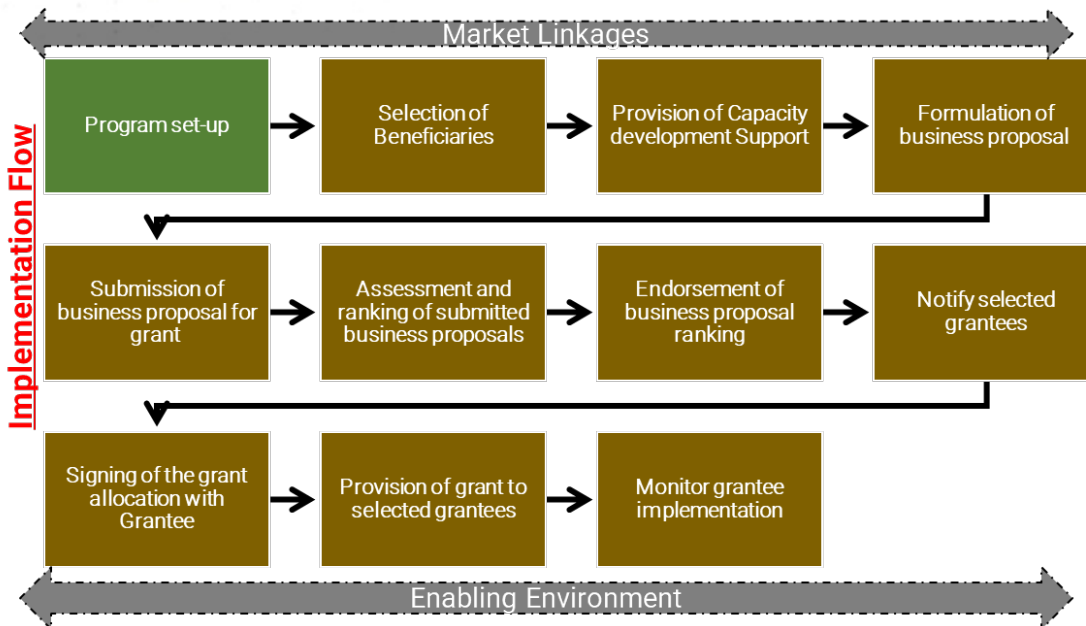 Market Linkages
Implementation Flow
Program set-up
Selection of
Beneficiaries
Provision of Capacity
development Support
Formulation of
business proposal
Submission of
business proposal for
grant
Assessment and
ranking of submitted
business proposals
Endorsement of
business proposal
ranking
Notify selected
grantees
Signing of the grant
allocation with
Grantee
Provision of grant to
selected grantees
Monitor grantee
implementation
Enabling Environment